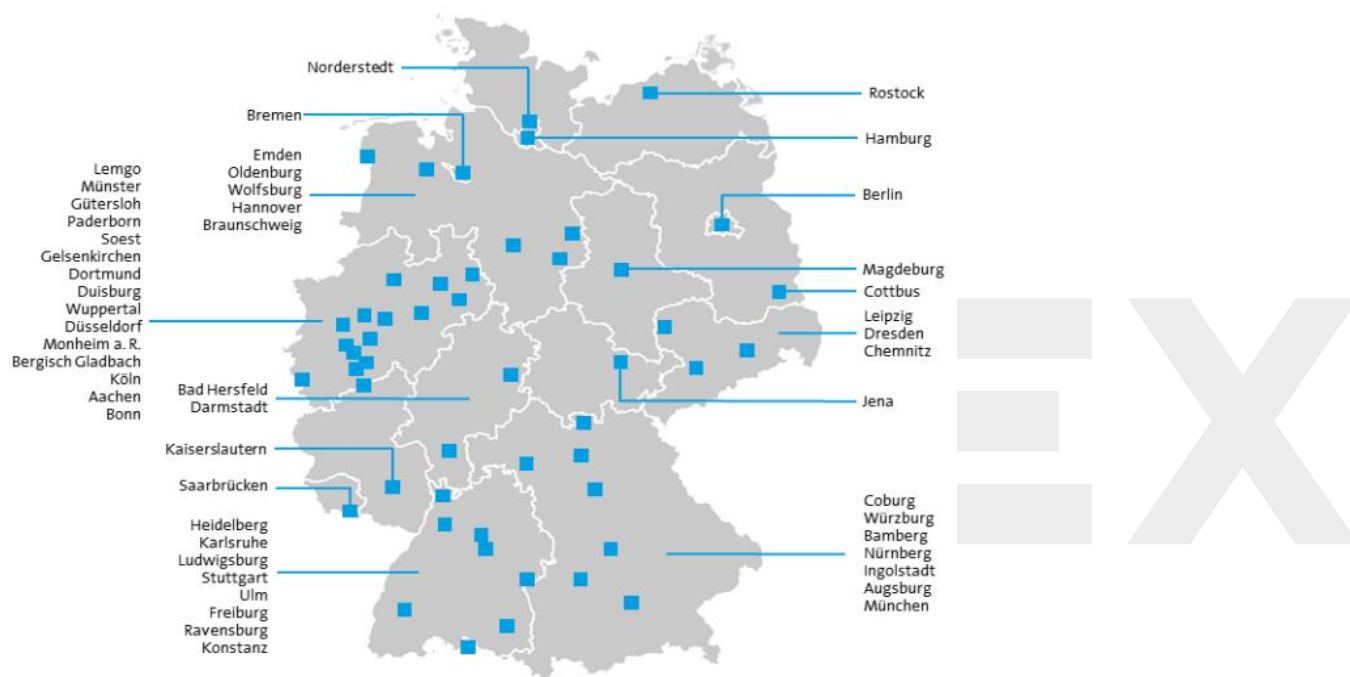 Norderstedt
Bremen
Emden
Oldenburg
Wolfsburg
Hannover
Braunschweig
Lemgo
Münster
Gütersloh
Paderborn
Soest
Gelsenkirchen
Dortmund
Duisburg
Wuppertal
Düsseldorf
Monheim a. R.
Bergisch Gladbach
Köln
Aachen
Bonn
Bad Hersfeld
Darmstadt
Kaiserslautern
Saarbrücken
Heidelberg
Karlsruhe
Ludwigsburg
Stuttgart
Ulm
Freiburg
Ravensburg
Konstanz
Rostock
Hamburg
Berlin
Magdeburg
Cottbus
Leipzig
Dresden
Chemnitz
Jena
Coburg
Würzburg
Bamberg
Nürnberg
Ingolstadt
Augsburg
München
EX